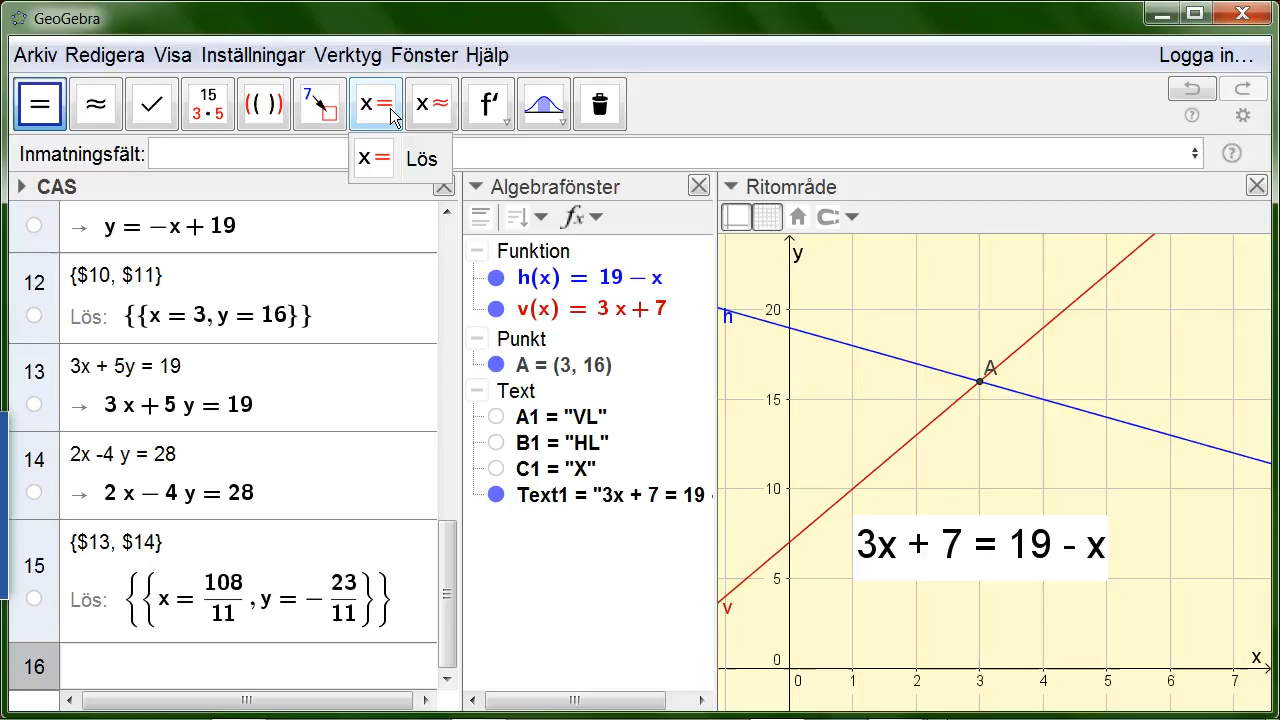 GeoGebra
Arkiv Redigera Visa Inställningar Verktyg Fönster Hjälp Logga in...
= ≈ ✓ 15 3·5 (( )) 7 x = x ≈ f'
Inmatningsfält:
x = Lös
CAS
→ y = −x + 19
12 {$10, $11}
Lös: {{x = 3, y = 16}}
13 3x + 5y = 19
→ 3 x + 5 y = 19
14 2x -4 y = 28
→ 2 x − 4 y = 28
15 {$13, $14}
Lös: {{x = 108/11 , y = − 23/11}}
16
Algebrafönster
fx
Funktion
h(x) = 19 − x
v(x) = 3 x + 7
Punkt
A = (3, 16)
Text
A1 = "VL"
B1 = "HL"
C1 = "X"
Text1 = "3x + 7 = 19 -
Ritområde
y
20
h
A
15
10
3x + 7 = 19 - x
5
v
0
x
0 1 2 3 4 5 6 7